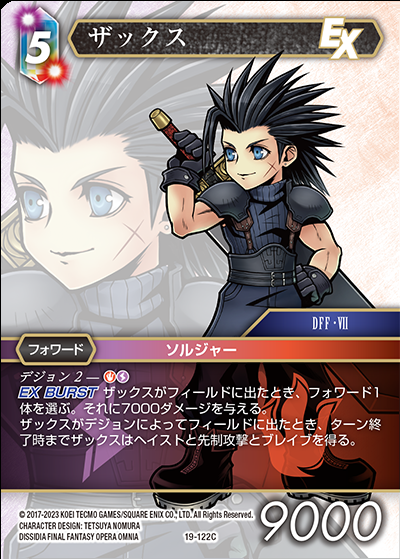 5
ザックス
EX
DFF・VII
フォワード
ソルジャー
デジョン 2 ―
EX BURST ザックスがフィールドに出たとき、フォワード1
体を選ぶ。それに7000ダメージを与える。
ザックスがデジョンによってフィールドに出たとき、ターン終
了時までザックスはヘイストと先制攻撃とブレイブを得る。
© 2017-2023 KOEI TECMO GAMES/SQUARE ENIX CO., LTD. All Rights Reserved.
CHARACTER DESIGN: TETSUYA NOMURA
DISSIDIA FINAL FANTASY OPERA OMNIA
19-122C
9000